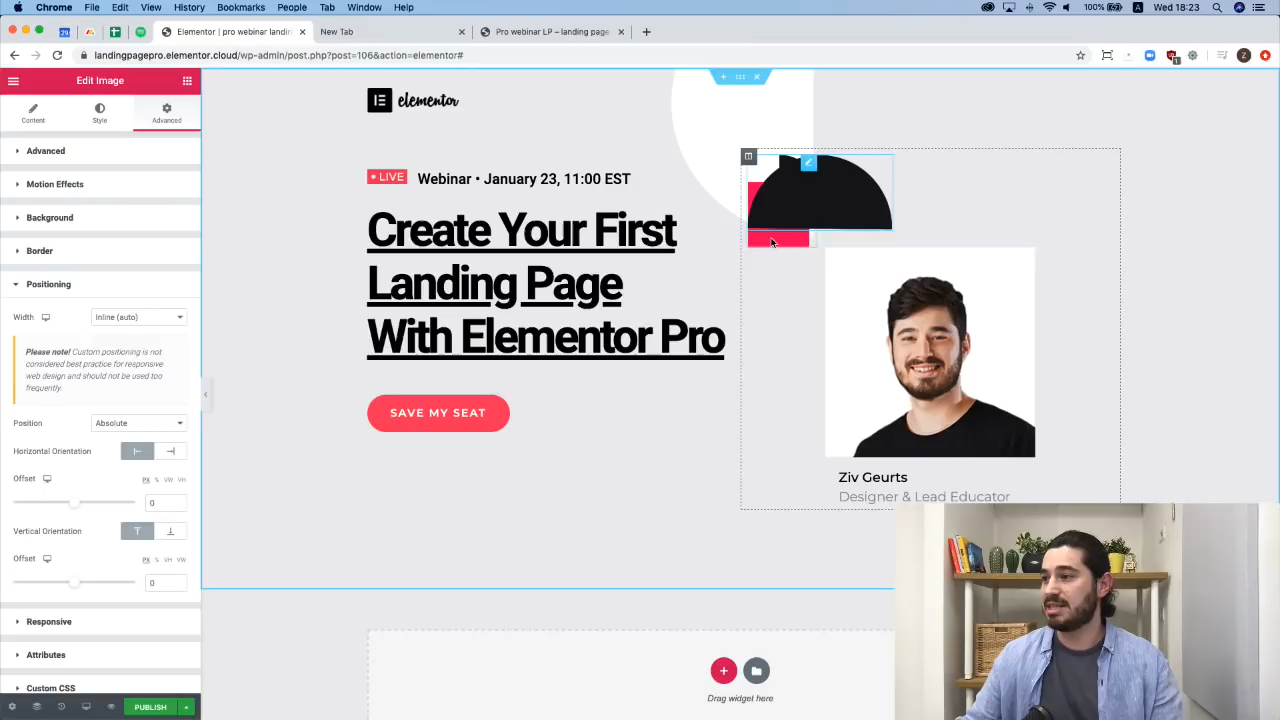 Chrome File Edit View History Bookmarks People Tab Window Help
100% Wed 18:23
Elementor | pro webinar landin
New Tab
Pro webinar LP – landing page
landingpagepro.elementor.cloud/wp-admin/post.php?post=106&action=elementor#
Edit Image
Content Style Advanced
Advanced
Motion Effects
Background
Border
Positioning
Width Inline (auto)
Please note! Custom positioning is not
considered best practice for responsive
web design and should not be used too
frequently.
Position Absolute
Horizontal Orientation
Offset PX % VW VH
0
Vertical Orientation
Offset PX % VH VW
0
Responsive
Attributes
Custom CSS
PUBLISH
elementor
LIVE Webinar • January 23, 11:00 EST
Create Your First
Landing Page
With Elementor Pro
SAVE MY SEAT
Ziv Geurts
Designer & Lead Educator
Drag widget here